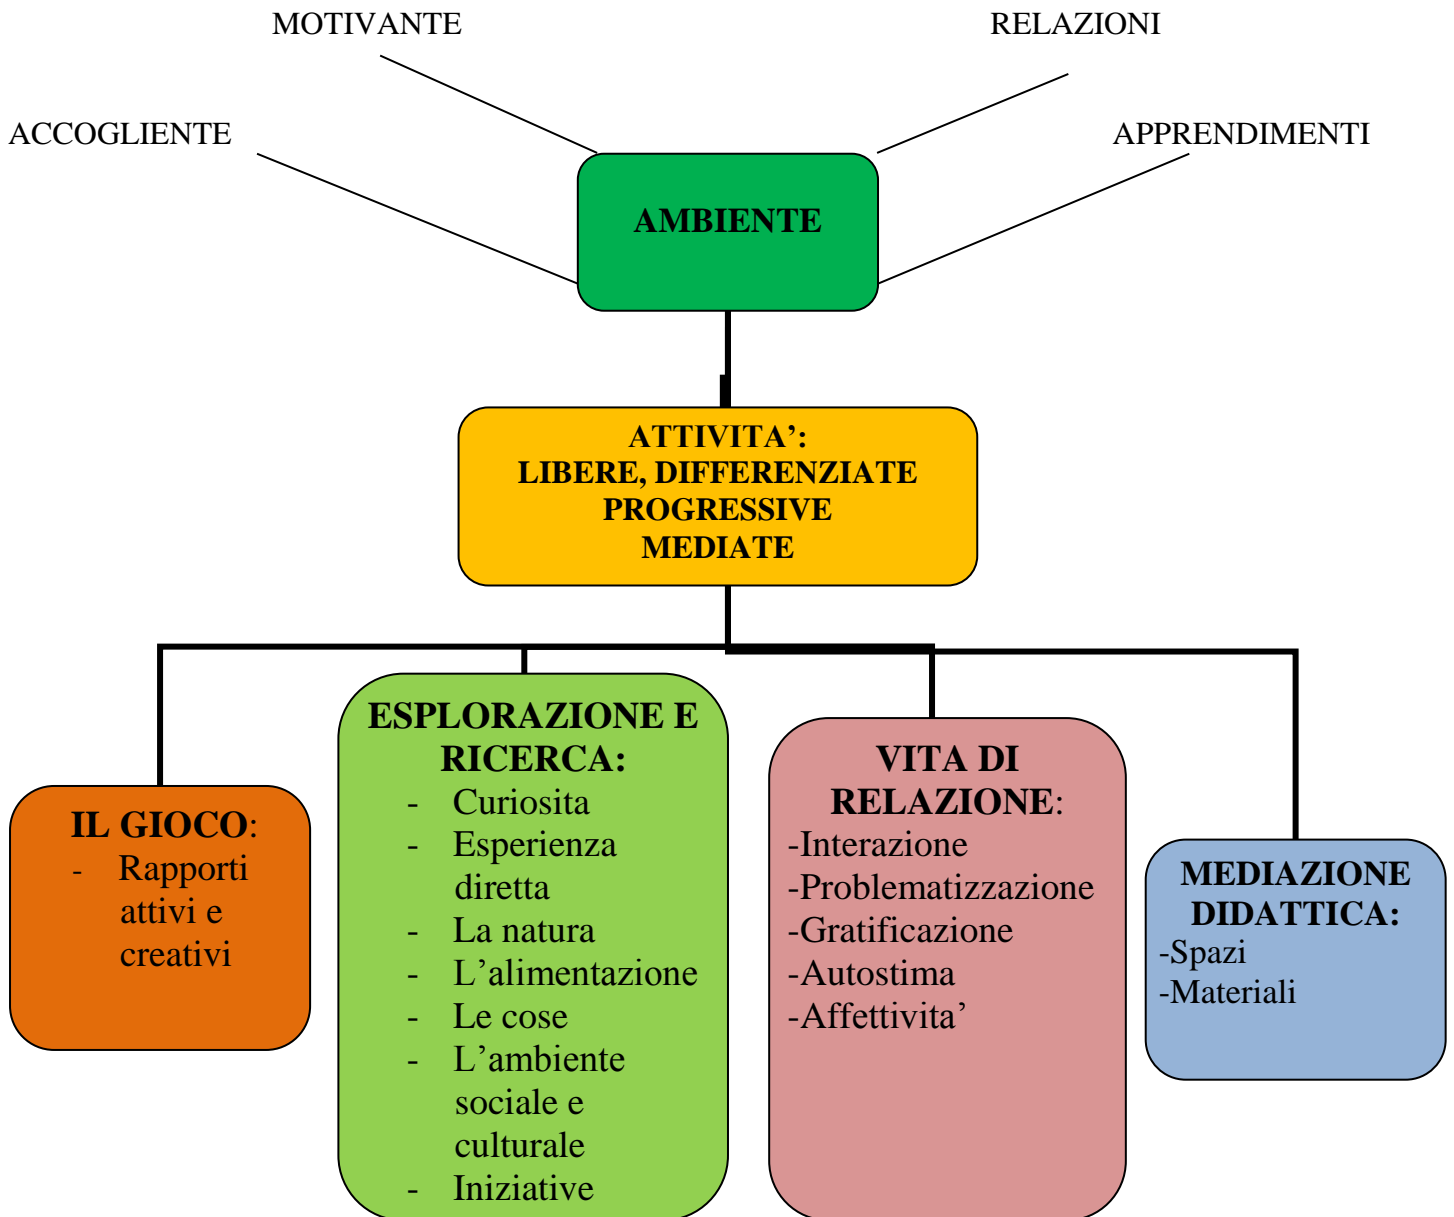 MOTIVANTE
RELAZIONI
ACCOGLIENTE
APPRENDIMENTI
AMBIENTE
ATTIVITA’:
LIBERE, DIFFERENZIATE
PROGRESSIVE
MEDIATE
IL GIOCO:
- Rapporti
attivi e
creativi
ESPLORAZIONE E
RICERCA:
- Curiosita
- Esperienza
diretta
- La natura
- L’alimentazione
- Le cose
- L’ambiente
sociale e
culturale
- Iniziative
VITA DI
RELAZIONE:
-Interazione
-Problematizzazione
-Gratificazione
-Autostima
-Affettivita’
MEDIAZIONE
DIDATTICA:
-Spazi
-Materiali